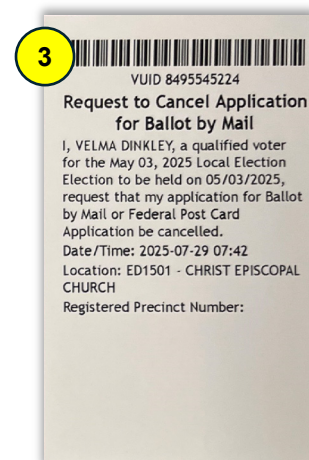 3
VUID 8495545224
Request to Cancel Application
for Ballot by Mail
I, VELMA DINKLEY, a qualified voter
for the May 03, 2025 Local Election
Election to be held on 05/03/2025,
request that my application for Ballot
by Mail or Federal Post Card
Application be cancelled.
Date/Time: 2025-07-29 07:42
Location: ED1501 - CHRIST EPISCOPAL
CHURCH
Registered Precinct Number: